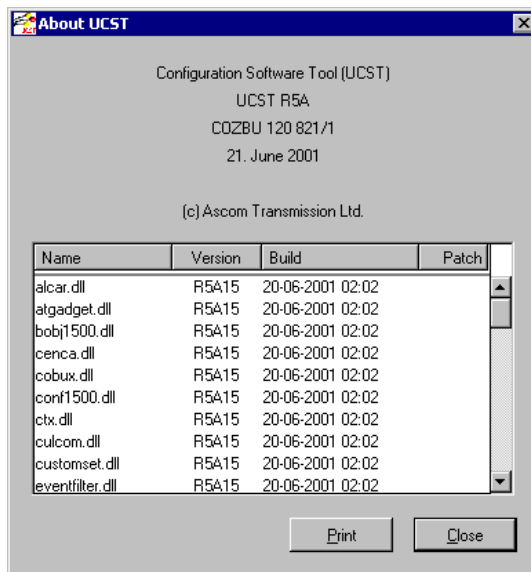 About UCST
Configuration Software Tool (UCST)
UCST R5A
COZBU 120 821/1
21. June 2001
(c) Ascom Transmission Ltd.
Name Version Build Patch
alcar.dll R5A15 20-06-2001 02:02
atgadget.dll R5A15 20-06-2001 02:02
bobj1500.dll R5A15 20-06-2001 02:02
cenca.dll R5A15 20-06-2001 02:02
cobux.dll R5A15 20-06-2001 02:02
conf1500.dll R5A15 20-06-2001 02:02
ctx.dll R5A15 20-06-2001 02:02
culcom.dll R5A15 20-06-2001 02:02
customset.dll R5A15 20-06-2001 02:02
eventfilter.dll R5A15 20-06-2001 02:02
Print Close